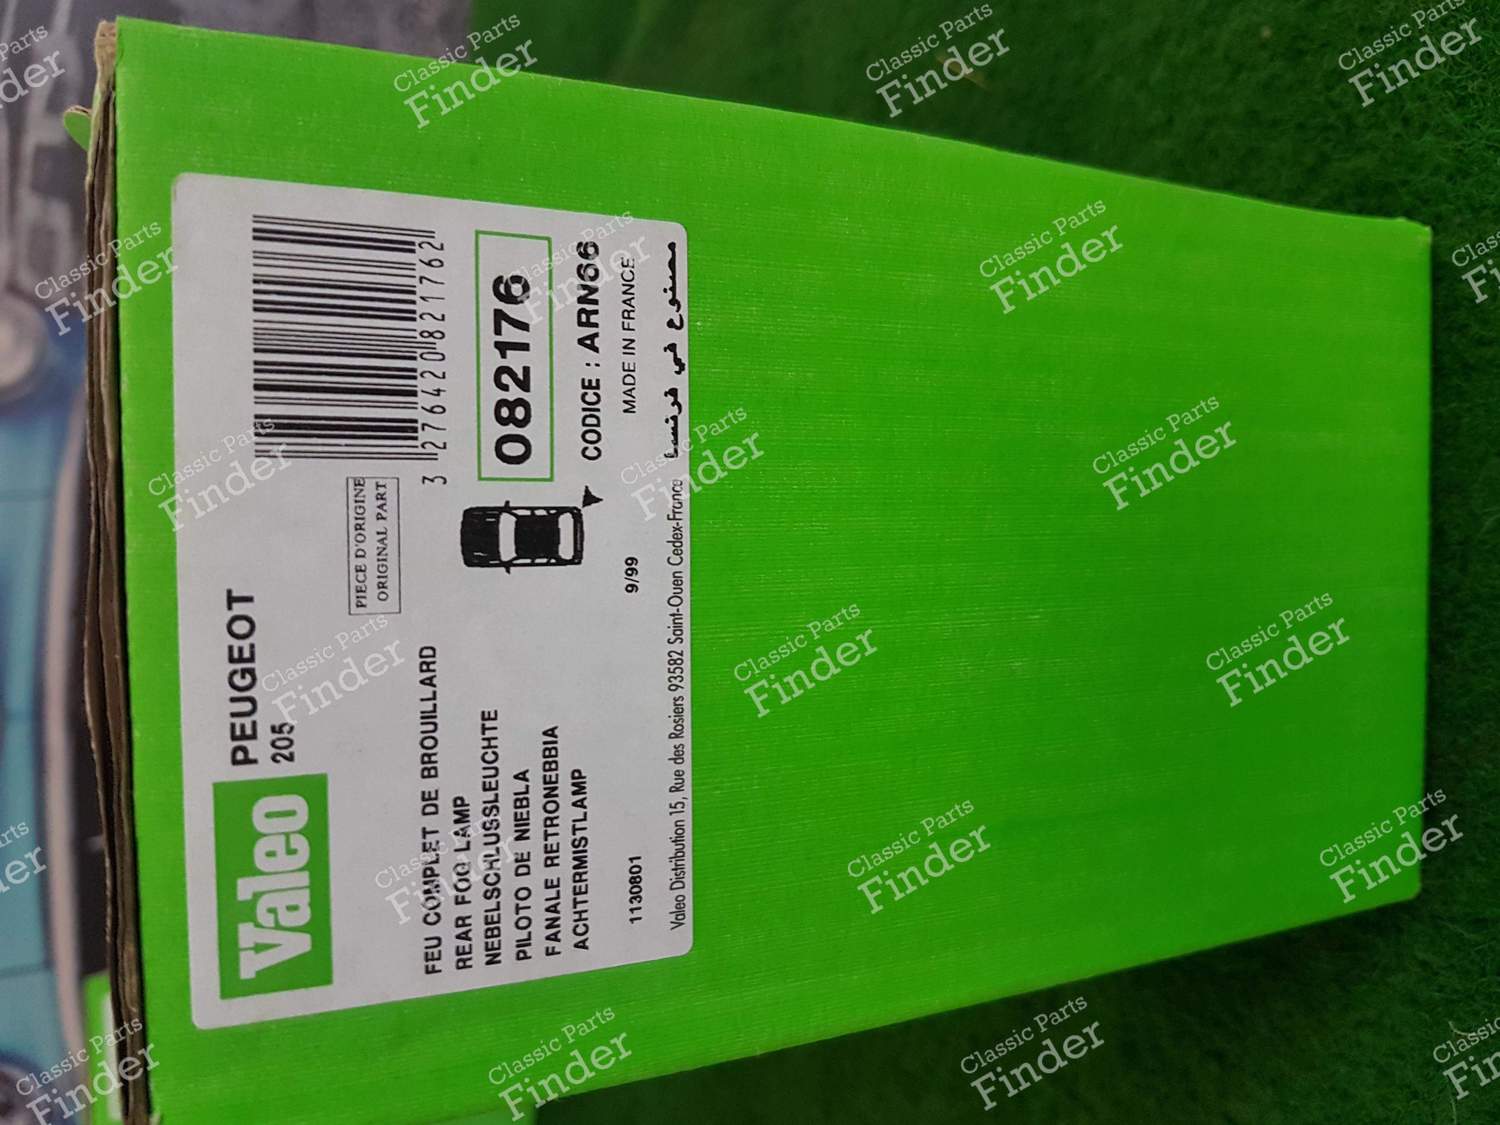 Valeo
PEUGEOT
205
PIECE D'ORIGINE
ORIGINAL PART
3 276420 821762
FEU COMPLET DE BROUILLARD
REAR FOG LAMP
NEBELSCHLUSSLEUCHTE
PILOTO DE NIEBLA
FANALE RETRONEBBIA
ACHTERMISTLAMP
082176
CODICE : ARN66
1130801
9/99
MADE IN FRANCE
Valeo Distribution 15, Rue des Rosiers 93582 Saint-Ouen Cedex-France
مصنوع في فرنسا
Classic Parts
Finder